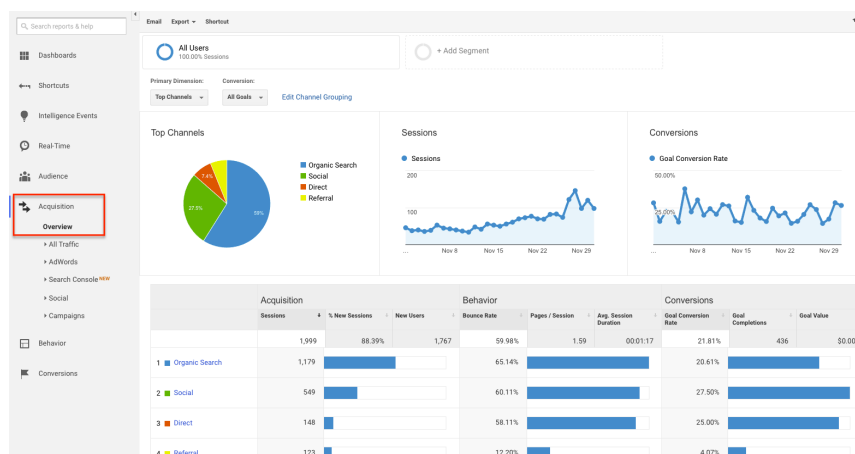 Search reports & help
Email Export Shortcut
All Users
100.00% Sessions
+ Add Segment
Dashboards
Shortcuts
Intelligence Events
Real-Time
Audience
Acquisition
Overview
All Traffic
AdWords
Search Console NEW
Social
Campaigns
Behavior
Conversions
Primary Dimension: Conversion:
Top Channels All Goals Edit Channel Grouping
Top Channels
Organic Search
Social
Direct
Referral
7.4%
27.5%
59%
Sessions
Sessions
200
100
... Nov 8 Nov 15 Nov 22 Nov 29
Conversions
Goal Conversion Rate
50.00%
25.00%
... Nov 8 Nov 15 Nov 22 Nov 29
Acquisition Behavior Conversions
Sessions % New Sessions New Users Bounce Rate Pages / Session Avg. Session Duration Goal Conversion Rate Goal Completions Goal Value
1,999 88.39% 1,767 59.98% 1.59 00:01:17 21.81% 436 $0.00
1 Organic Search 1,179 65.14% 20.61%
2 Social 549 60.11% 27.50%
3 Direct 148 58.11% 25.00%
4 Referral 123 12.20% 4.07%